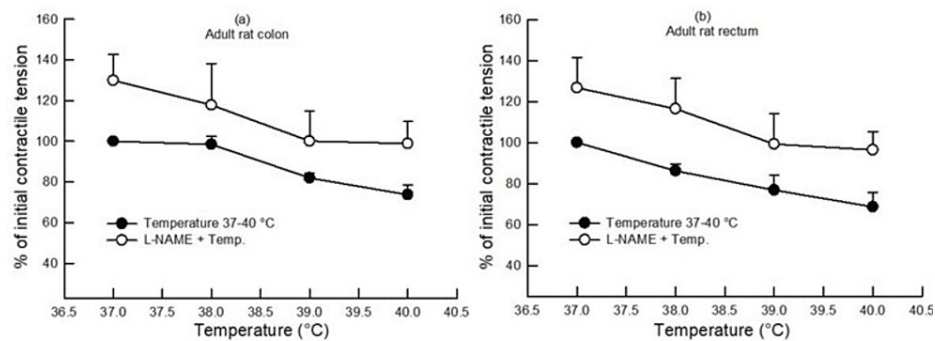 (a)
Adult rat colon
% of initial contractile tension
160
140
120
100
80
60
40
Temperature 37-40 °C
L-NAME + Temp.
36.5 37.0 37.5 38.0 38.5 39.0 39.5 40.0 40.5
Temperature (°C)
(b)
Adult rat rectum
% of initial contractile tension
160
140
120
100
80
60
40
Temperature 37-40 °C
L-NAME + Temp.
36.5 37.0 37.5 38.0 38.5 39.0 39.5 40.0 40.5
Temperature (°C)